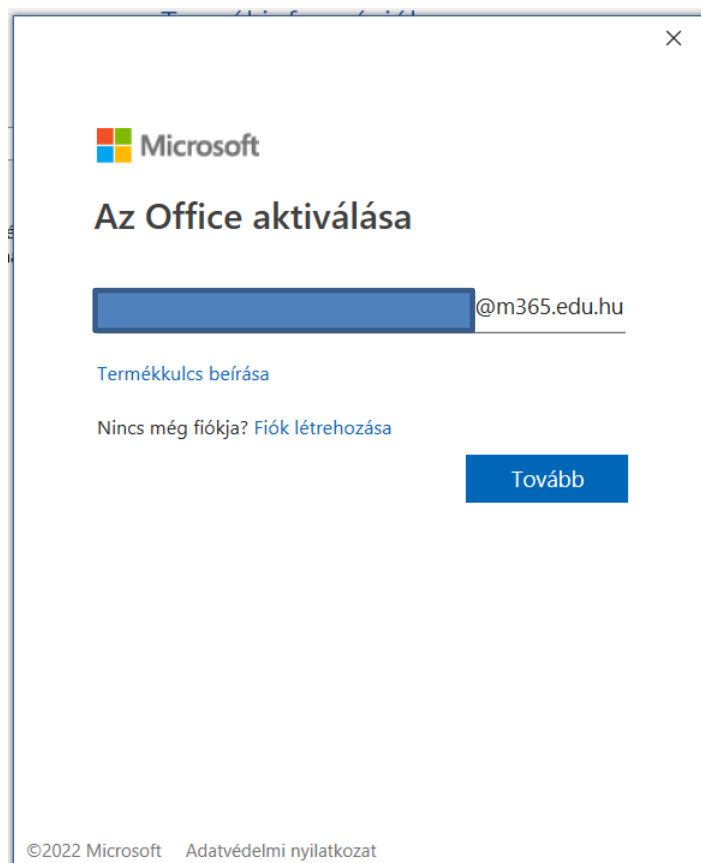 Microsoft
Az Office aktiválása
@m365.edu.hu
Termékkulcs beírása
Nincs még fiókja? Fiók létrehozása
Tovább
©2022 Microsoft Adatvédelmi nyilatkozat